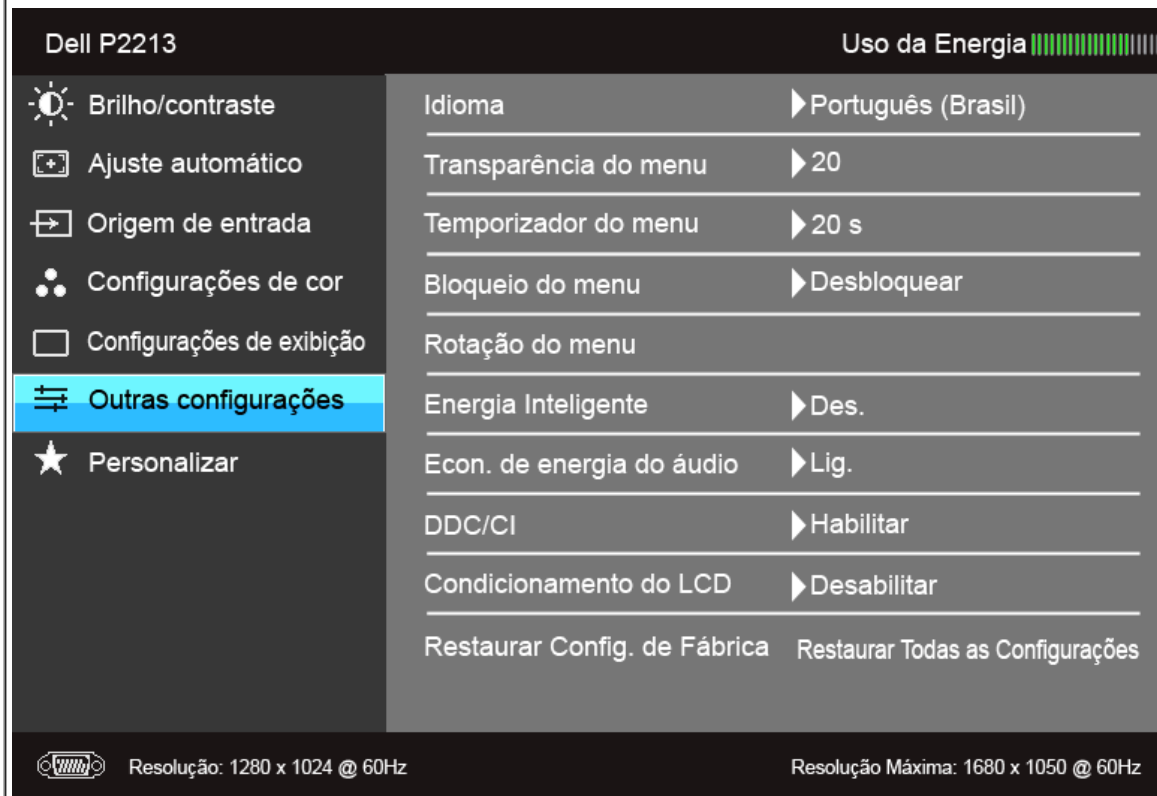 Dell P2213 Uso da Energia
Brilho/contraste
Ajuste automático
Origem de entrada
Configurações de cor
Configurações de exibição
Outras configurações
Personalizar
Idioma Português (Brasil)
Transparência do menu 20
Temporizador do menu 20 s
Bloqueio do menu Desbloquear
Rotação do menu
Energia Inteligente Des.
Econ. de energia do áudio Lig.
DDC/CI Habilitar
Condicionamento do LCD Desabilitar
Restaurar Config. de Fábrica Restaurar Todas as Configurações
Resolução: 1280 x 1024 @ 60Hz Resolução Máxima: 1680 x 1050 @ 60Hz